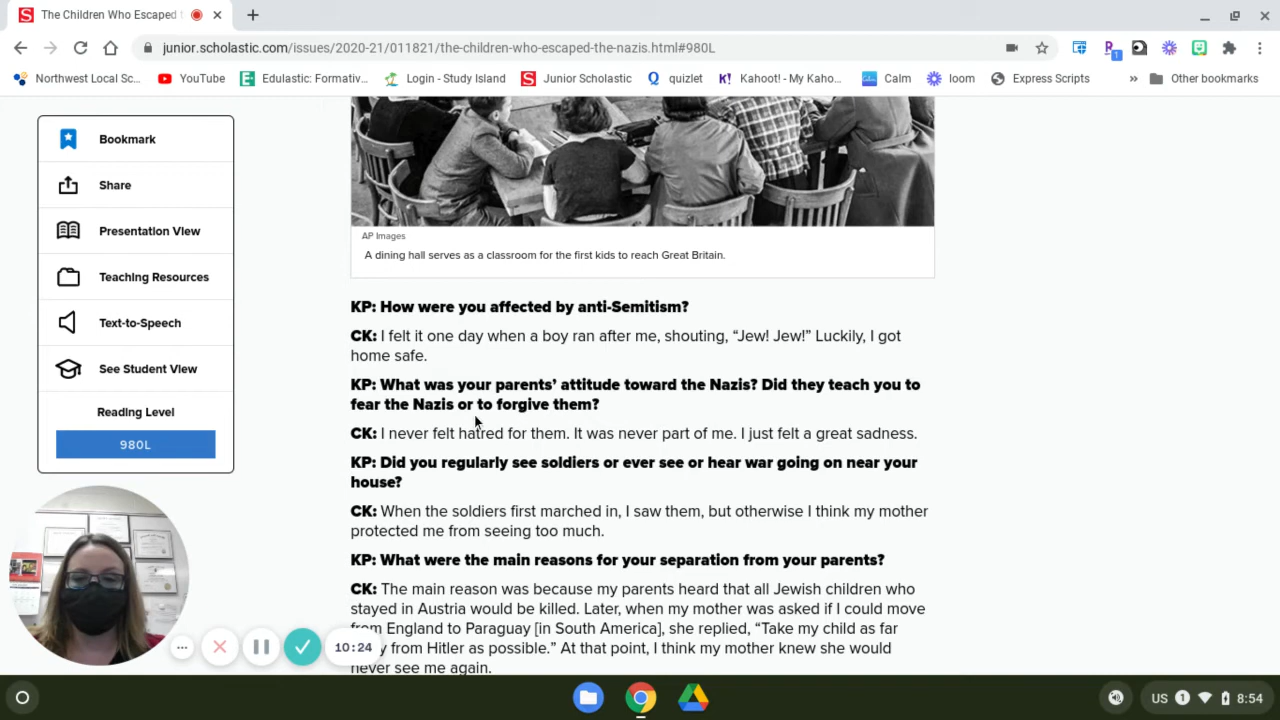 The Children Who Escaped
junior.scholastic.com/issues/2020-21/011821/the-children-who-escaped-the-nazis.html#980L
1
Northwest Local Sc...
YouTube
Edulastic: Formativ...
Login - Study Island
Junior Scholastic
quizlet
Kahoot! - My Kaho...
Calm
loom
Express Scripts
»
Other bookmarks
Bookmark
Share
Presentation View
Teaching Resources
Text-to-Speech
See Student View
Reading Level
980L
AP Images
A dining hall serves as a classroom for the first kids to reach Great Britain.
KP: How were you affected by anti-Semitism?
CK: I felt it one day when a boy ran after me, shouting, “Jew! Jew!” Luckily, I got
home safe.
KP: What was your parents’ attitude toward the Nazis? Did they teach you to
fear the Nazis or to forgive them?
CK: I never felt hatred for them. It was never part of me. I just felt a great sadness.
KP: Did you regularly see soldiers or ever see or hear war going on near your
house?
CK: When the soldiers first marched in, I saw them, but otherwise I think my mother
protected me from seeing too much.
KP: What were the main reasons for your separation from your parents?
CK: The main reason was because my parents heard that all Jewish children who
stayed in Austria would be killed. Later, when my mother was asked if I could move
from England to Paraguay [in South America], she replied, “Take my child as far
from Hitler as possible.” At that point, I think my mother knew she would
never see me again.
10:24
US 1 8:54